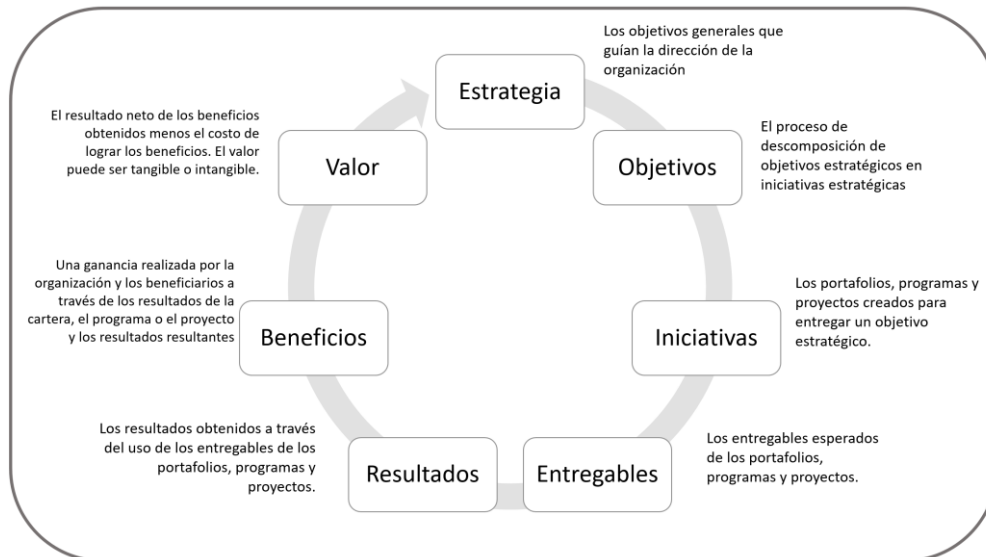 Estrategia
Los objetivos generales que
guían la dirección de la
organización
Objetivos
El proceso de
descomposición de
objetivos estratégicos en
iniciativas estratégicas
Iniciativas
Los portafolios, programas y
proyectos creados para
entregar un objetivo
estratégico.
Entregables
Los entregables esperados
de los portafolios,
programas y proyectos.
Resultados
Los resultados obtenidos a través
del uso de los entregables de los
portafolios, programas y
proyectos.
Beneficios
Una ganancia realizada por la
organización y los beneficiarios a
través de los resultados de la
cartera, el programa o el proyecto
y los resultados resultantes
Valor
El resultado neto de los beneficios
obtenidos menos el costo de
lograr los beneficios. El valor
puede ser tangible o intangible.